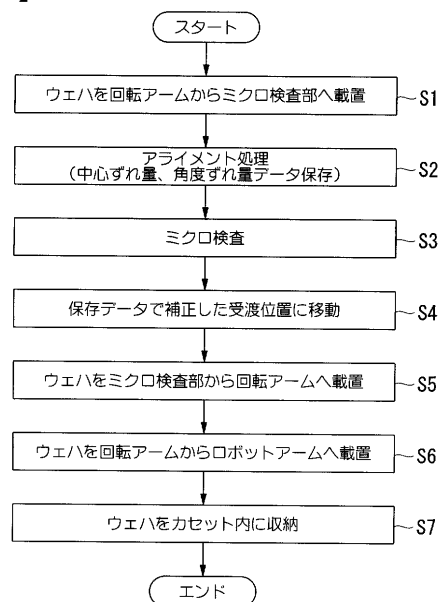 スタート
ウェハを回転アームからミクロ検査部へ載置
S1
アライメント処理
(中心ずれ量、角度ずれ量データ保存)
S2
ミクロ検査
S3
保存データで補正した受渡位置に移動
S4
ウェハをミクロ検査部から回転アームへ載置
S5
ウェハを回転アームからロボットアームへ載置
S6
ウェハをカセット内に収納
S7
エンド